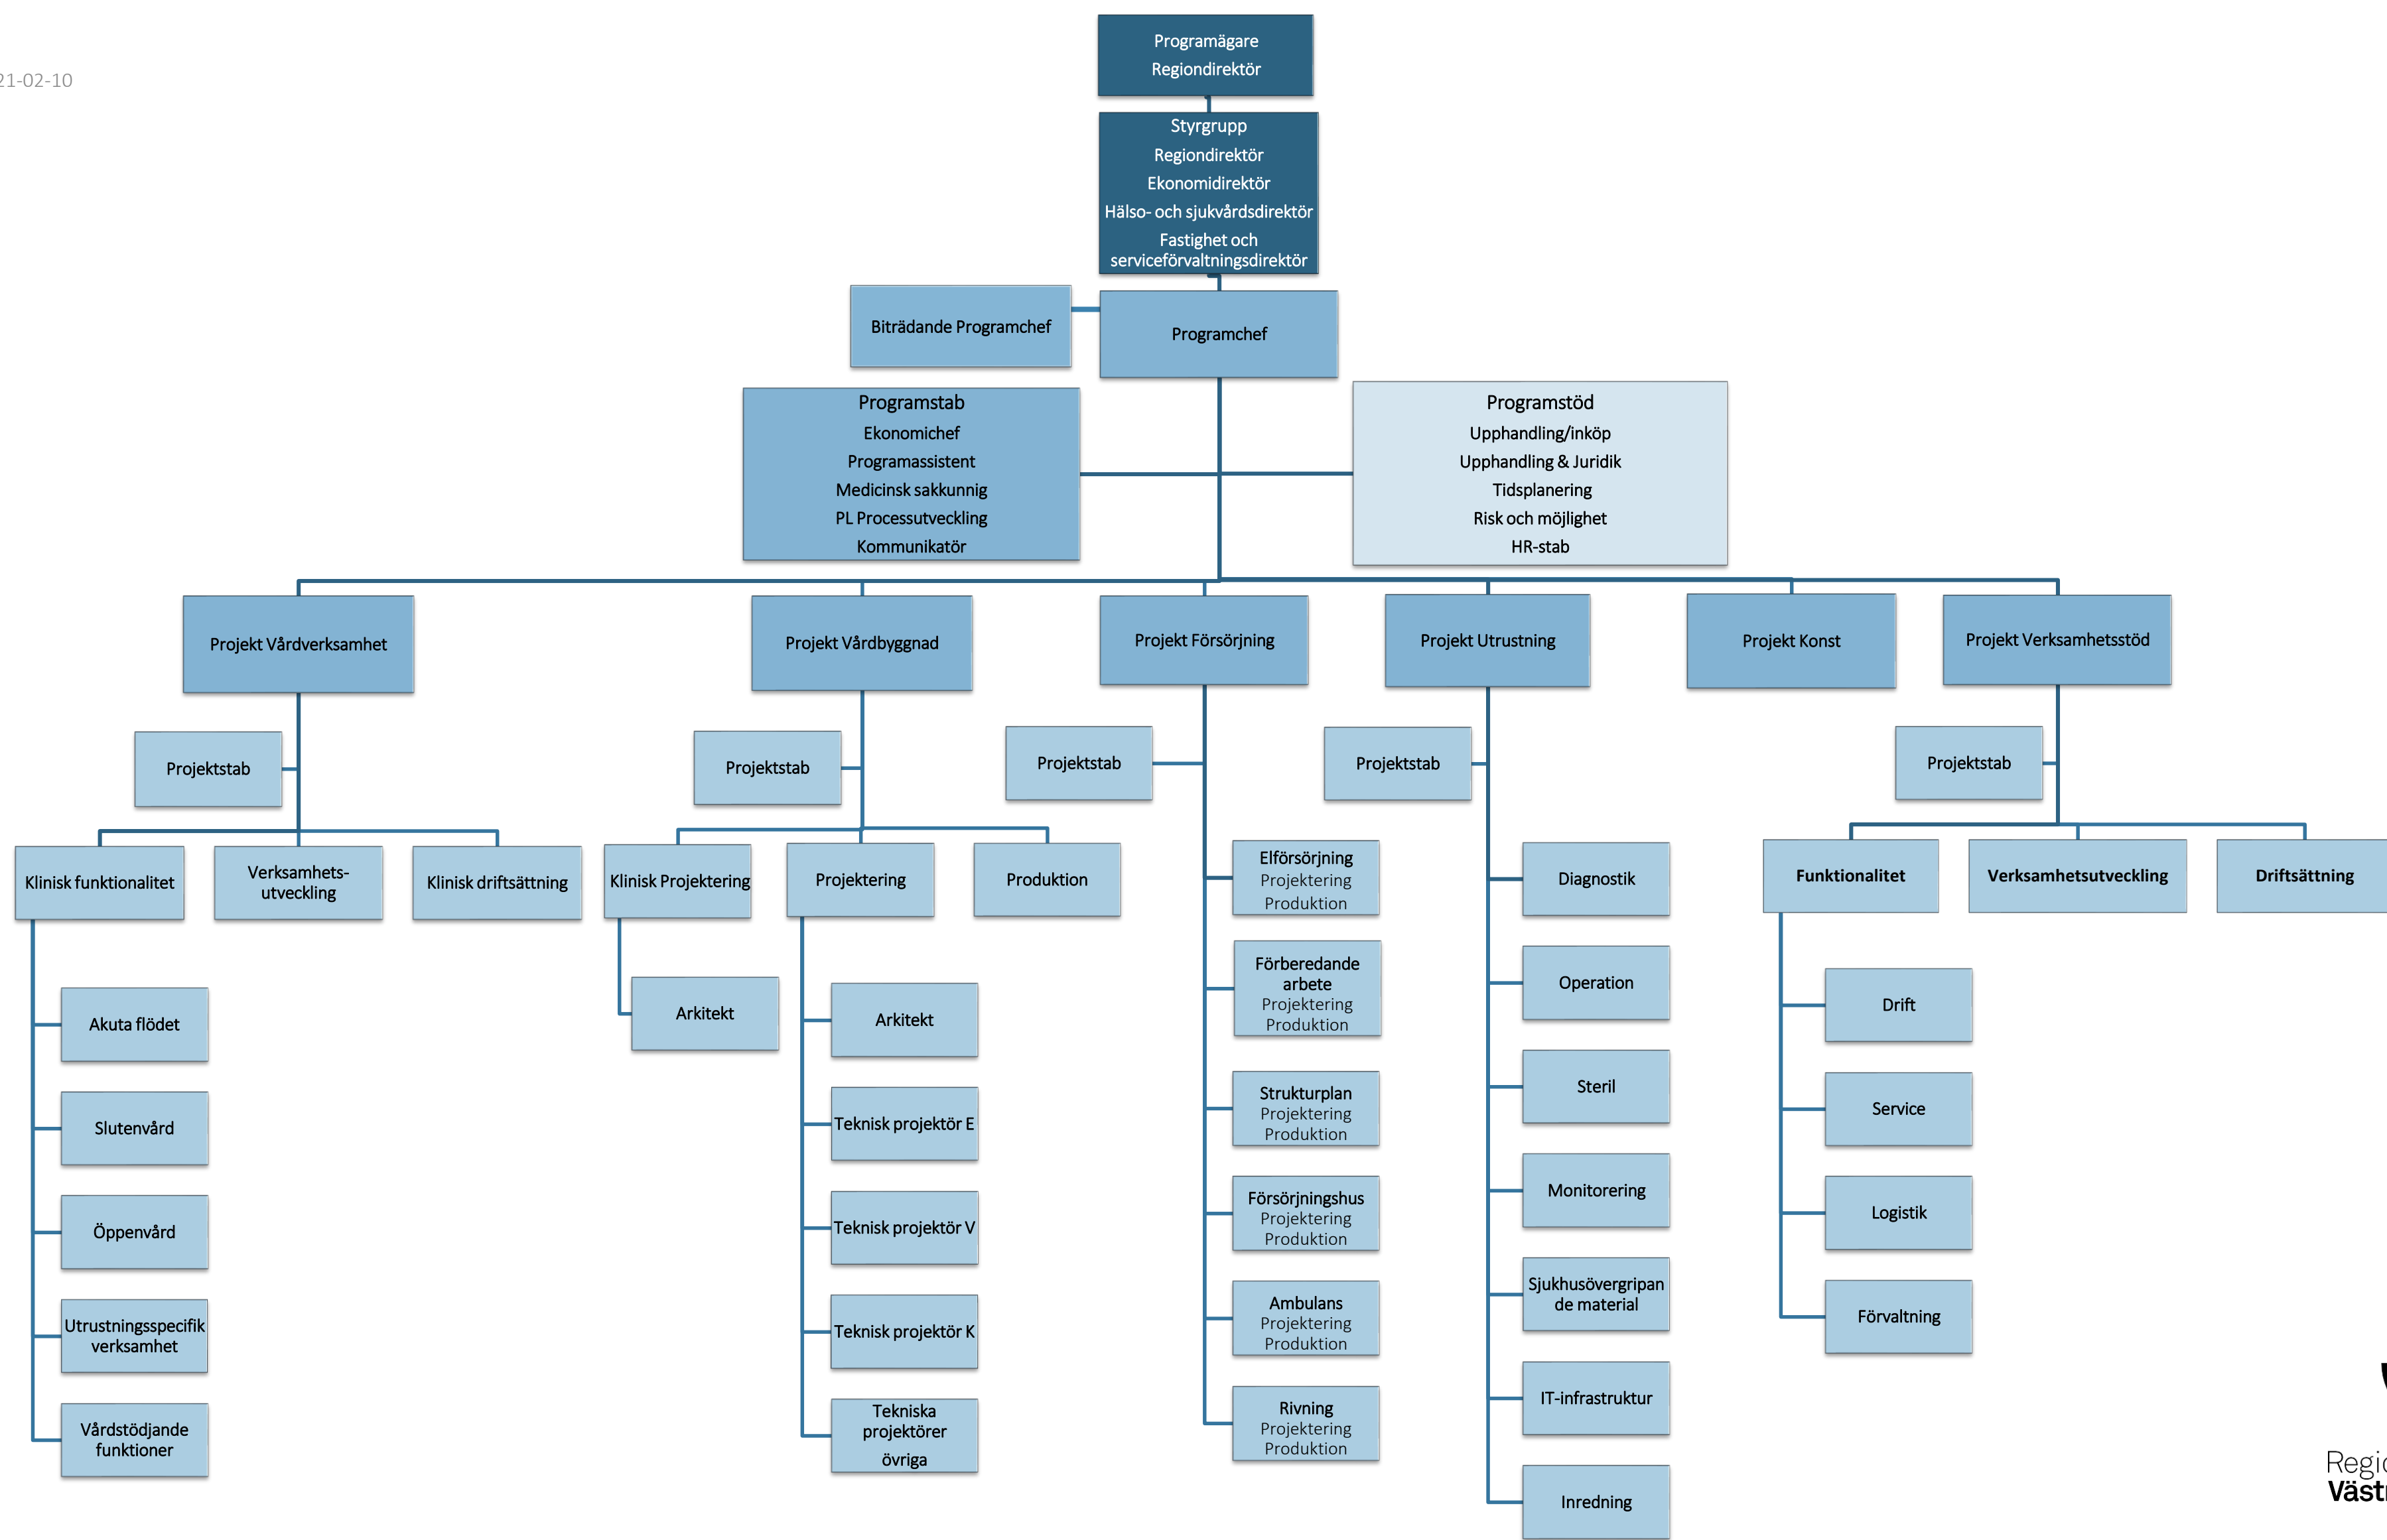 21-02-10
Programägare
Regiondirektör
Styrgrupp
Regiondirektör
Ekonomidirektör
Hälso- och sjukvårdsdirektör
Fastighet och
serviceförvaltningsdirektör
Biträdande Programchef
Programchef
Programstab
Ekonomichef
Programassistent
Medicinsk sakkunnig
PL Processutveckling
Kommunikatör
Programstöd
Upphandling/inköp
Upphandling & Juridik
Tidsplanering
Risk och möjlighet
HR-stab
Projekt Vårdverksamhet
Projekt Vårdbyggnad
Projekt Försörjning
Projekt Utrustning
Projekt Konst
Projekt Verksamhetsstöd
Projektstab
Projektstab
Projektstab
Projektstab
Projektstab
Klinisk funktionalitet
Verksamhets-
utveckling
Klinisk driftsättning
Akuta flödet
Slutenvård
Öppenvård
Utrustningsspecifik
verksamhet
Vårdstödjande
funktioner
Klinisk Projektering
Projektering
Produktion
Arkitekt
Arkitekt
Teknisk projektör E
Teknisk projektör V
Teknisk projektör K
Tekniska
projektörer
övriga
Elförsörjning
Projektering
Produktion
Förberedande
arbete
Projektering
Produktion
Strukturplan
Projektering
Produktion
Försörjningshus
Projektering
Produktion
Ambulans
Projektering
Produktion
Rivning
Projektering
Produktion
Diagnostik
Operation
Steril
Monitorering
Sjukhusövergripan
de material
IT-infrastruktur
Inredning
Funktionalitet
Verksamhetsutveckling
Driftsättning
Drift
Service
Logistik
Förvaltning